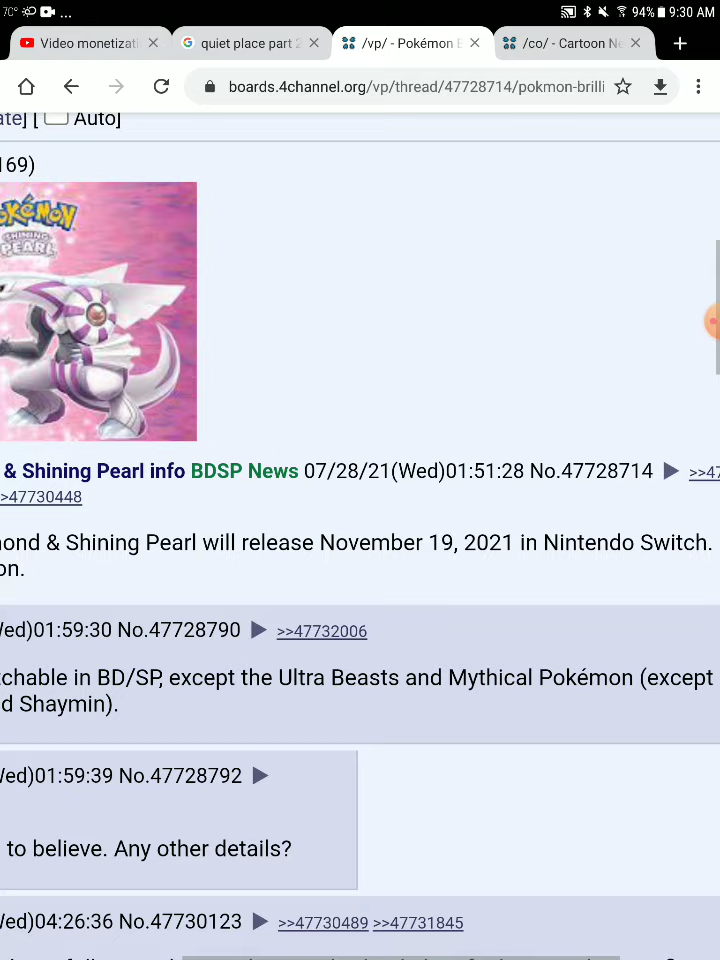 70° ... 94% 9:30 AM
Video monetizati × quiet place part 2 × /vp/ - Pokémon B × /co/ - Cartoon Ne × +
boards.4channel.org/vp/thread/47728714/pokmon-brilli
ate] [ Auto]
169)
POKéMON
SHINING
PEARL
& Shining Pearl info BDSP News 07/28/21(Wed)01:51:28 No.47728714 ▶ >>47
>47730448
mond & Shining Pearl will release November 19, 2021 in Nintendo Switch.
on.
Wed)01:59:30 No.47728790 ▶ >>47732006
tchable in BD/SP, except the Ultra Beasts and Mythical Pokémon (except
d Shaymin).
Wed)01:59:39 No.47728792 ▶
to believe. Any other details?
Wed)04:26:36 No.47730123 ▶ >>47730489 >>47731845